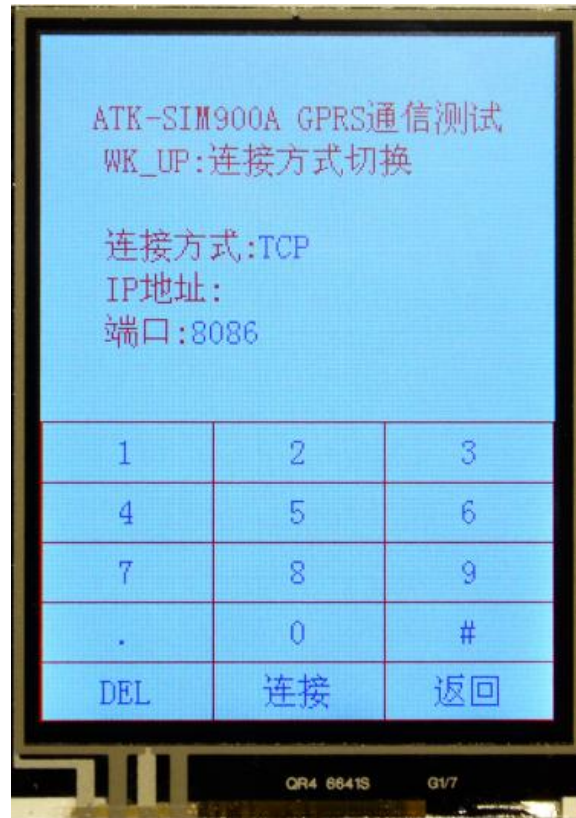 ATK-SIM900A GPRS通信测试
WK_UP:连接方式切换
连接方式:TCP
IP地址:
端口:8086
1 2 3
4 5 6
7 8 9
. 0 #
DEL 连接 返回
QR4 6641S G1/7